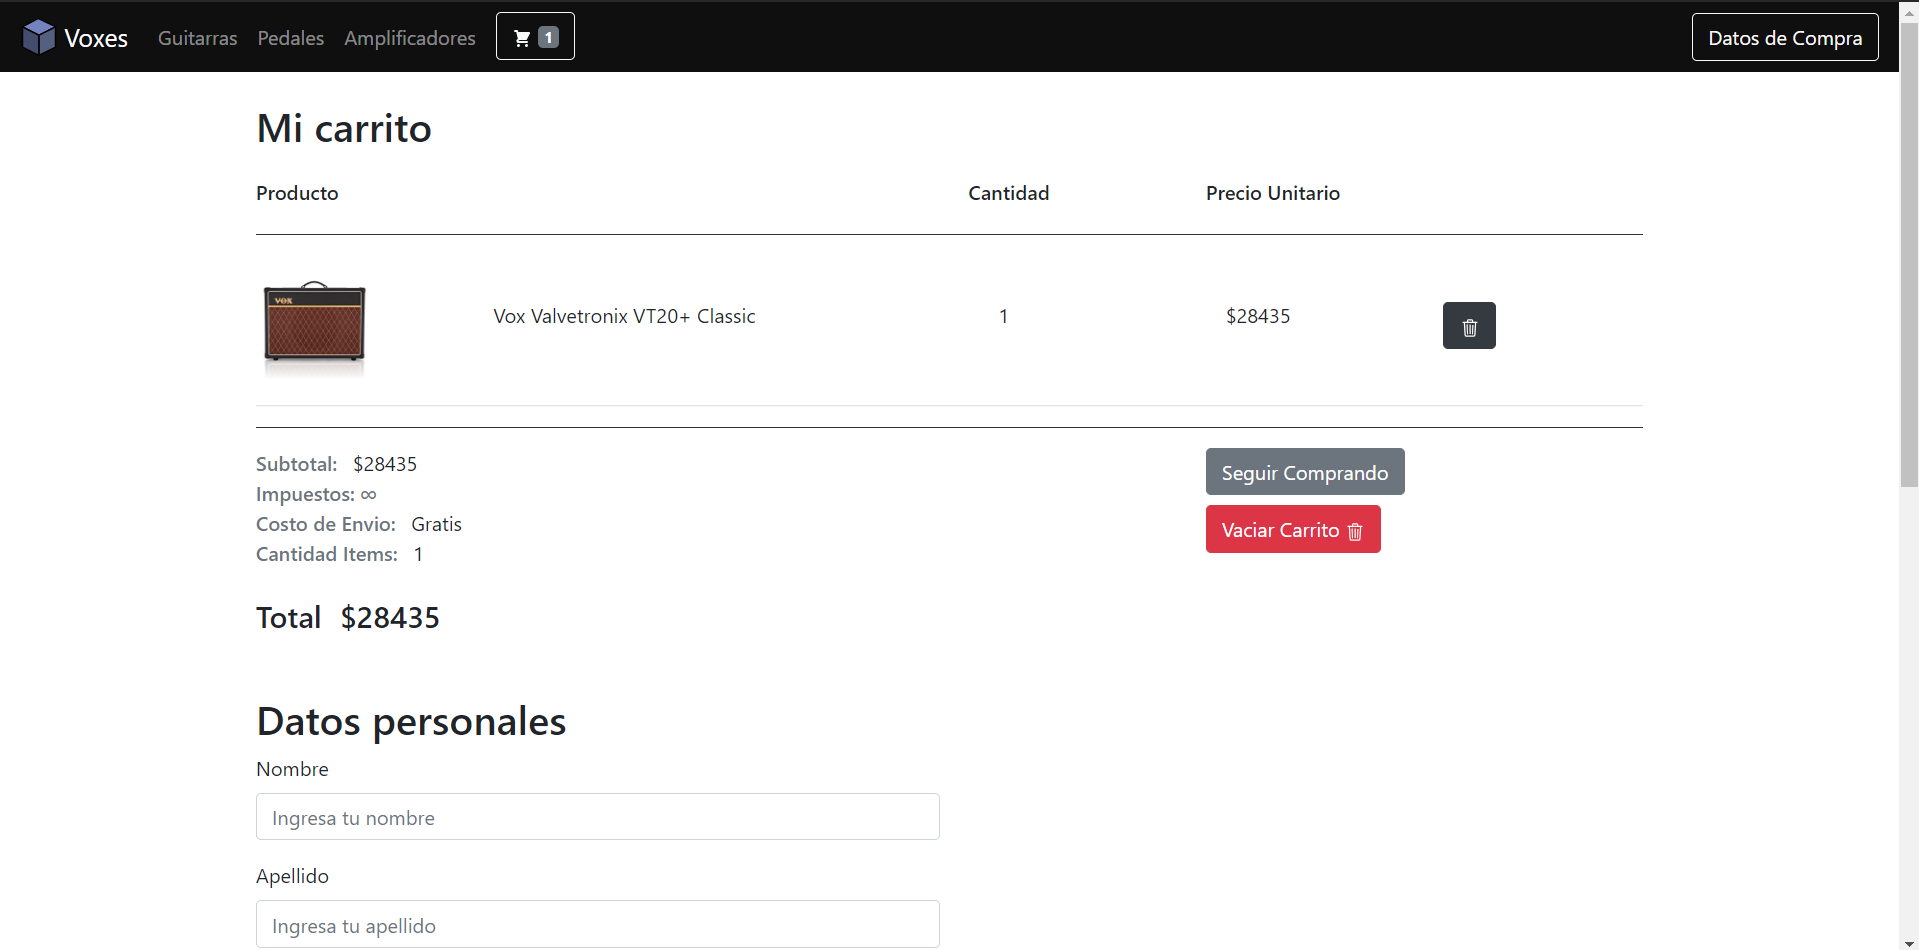 Voxes Guitarras Pedales Amplificadores 1 Datos de Compra
Mi carrito
Producto Cantidad Precio Unitario
VOX
Vox Valvetronix VT20+ Classic 1 $28435
Subtotal: $28435
Seguir Comprando
Impuestos: ∞
Costo de Envio: Gratis
Vaciar Carrito
Cantidad Items: 1
Total $28435
Datos personales
Nombre
Ingresa tu nombre
Apellido
Ingresa tu apellido